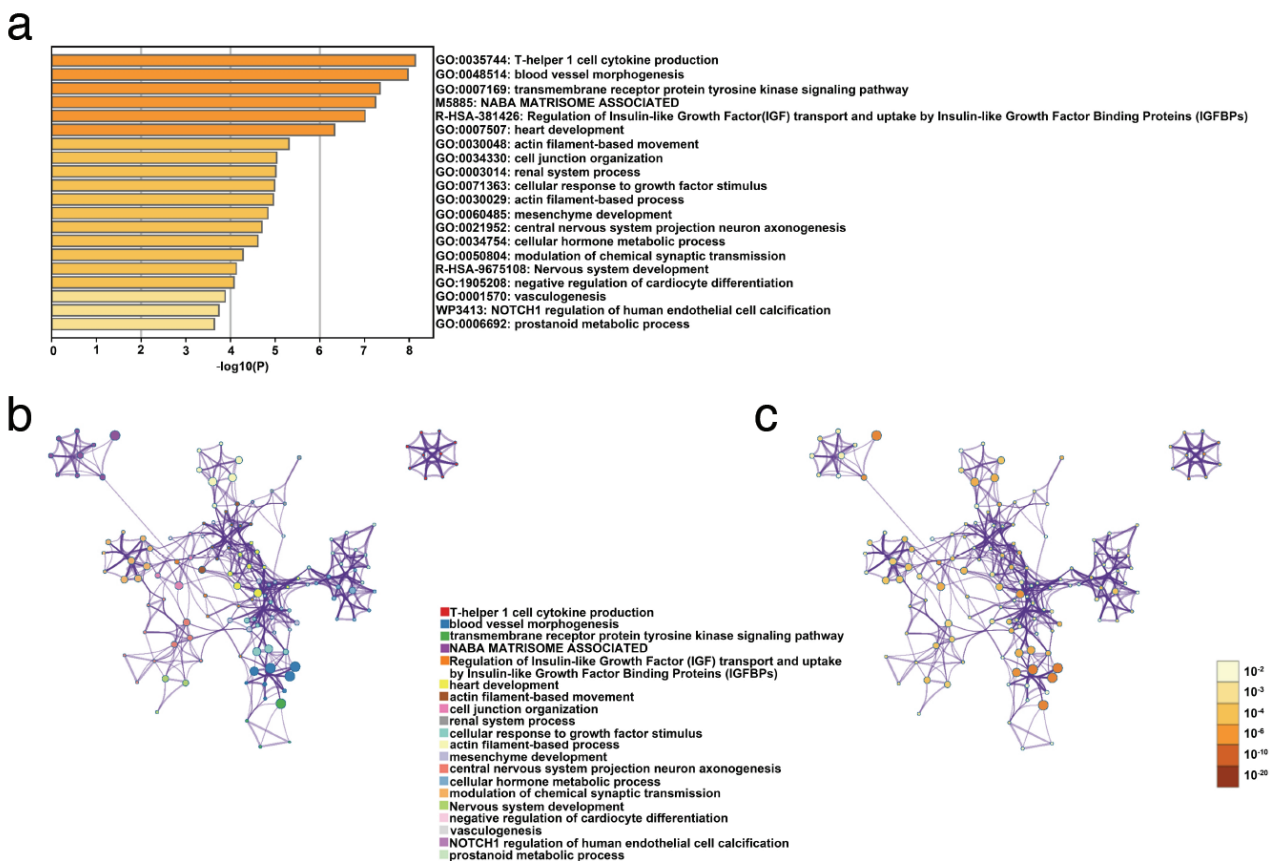 a
GO:0035744: T-helper 1 cell cytokine production
GO:0048514: blood vessel morphogenesis
GO:0007169: transmembrane receptor protein tyrosine kinase signaling pathway
M5885: NABA MATRISOME ASSOCIATED
R-HSA-381426: Regulation of Insulin-like Growth Factor(IGF) transport and uptake by Insulin-like Growth Factor Binding Proteins (IGFBPs)
GO:0007507: heart development
GO:0030048: actin filament-based movement
GO:0034330: cell junction organization
GO:0003014: renal system process
GO:0071363: cellular response to growth factor stimulus
GO:0030029: actin filament-based process
GO:0060485: mesenchyme development
GO:0021952: central nervous system projection neuron axonogenesis
GO:0034754: cellular hormone metabolic process
GO:0050804: modulation of chemical synaptic transmission
R-HSA-9675108: Nervous system development
GO:1905208: negative regulation of cardiocyte differentiation
GO:0001570: vasculogenesis
WP3413: NOTCH1 regulation of human endothelial cell calcification
GO:0006692: prostanoid metabolic process
0 1 2 3 4 5 6 7 8
-log10(P)
b
c
T-helper 1 cell cytokine production
blood vessel morphogenesis
transmembrane receptor protein tyrosine kinase signaling pathway
NABA MATRISOME ASSOCIATED
Regulation of Insulin-like Growth Factor (IGF) transport and uptake
by Insulin-like Growth Factor Binding Proteins (IGFBPs)
heart development
actin filament-based movement
cell junction organization
renal system process
cellular response to growth factor stimulus
actin filament-based process
mesenchyme development
central nervous system projection neuron axonogenesis
cellular hormone metabolic process
modulation of chemical synaptic transmission
Nervous system development
negative regulation of cardiocyte differentiation
vasculogenesis
NOTCH1 regulation of human endothelial cell calcification
prostanoid metabolic process
10-2
10-3
10-4
10-6
10-10
10-20